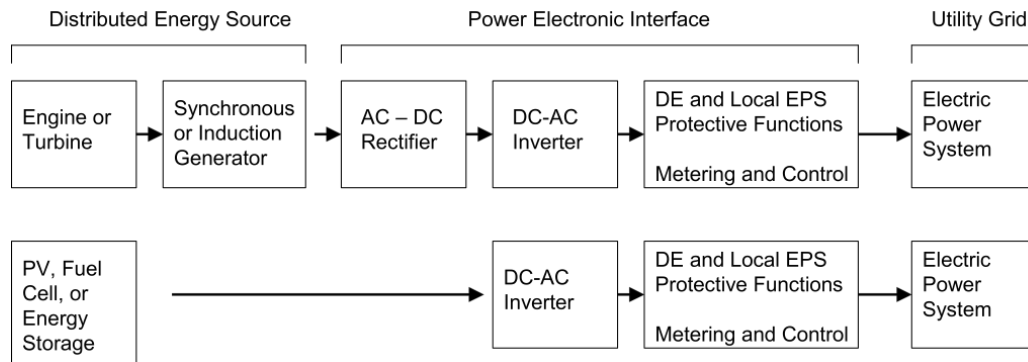 Distributed Energy Source
Power Electronic Interface
Utility Grid
Engine or
Turbine
Synchronous
or Induction
Generator
AC – DC
Rectifier
DC-AC
Inverter
DE and Local EPS
Protective Functions
Metering and Control
Electric
Power
System
PV, Fuel
Cell, or
Energy
Storage
DC-AC
Inverter
DE and Local EPS
Protective Functions
Metering and Control
Electric
Power
System